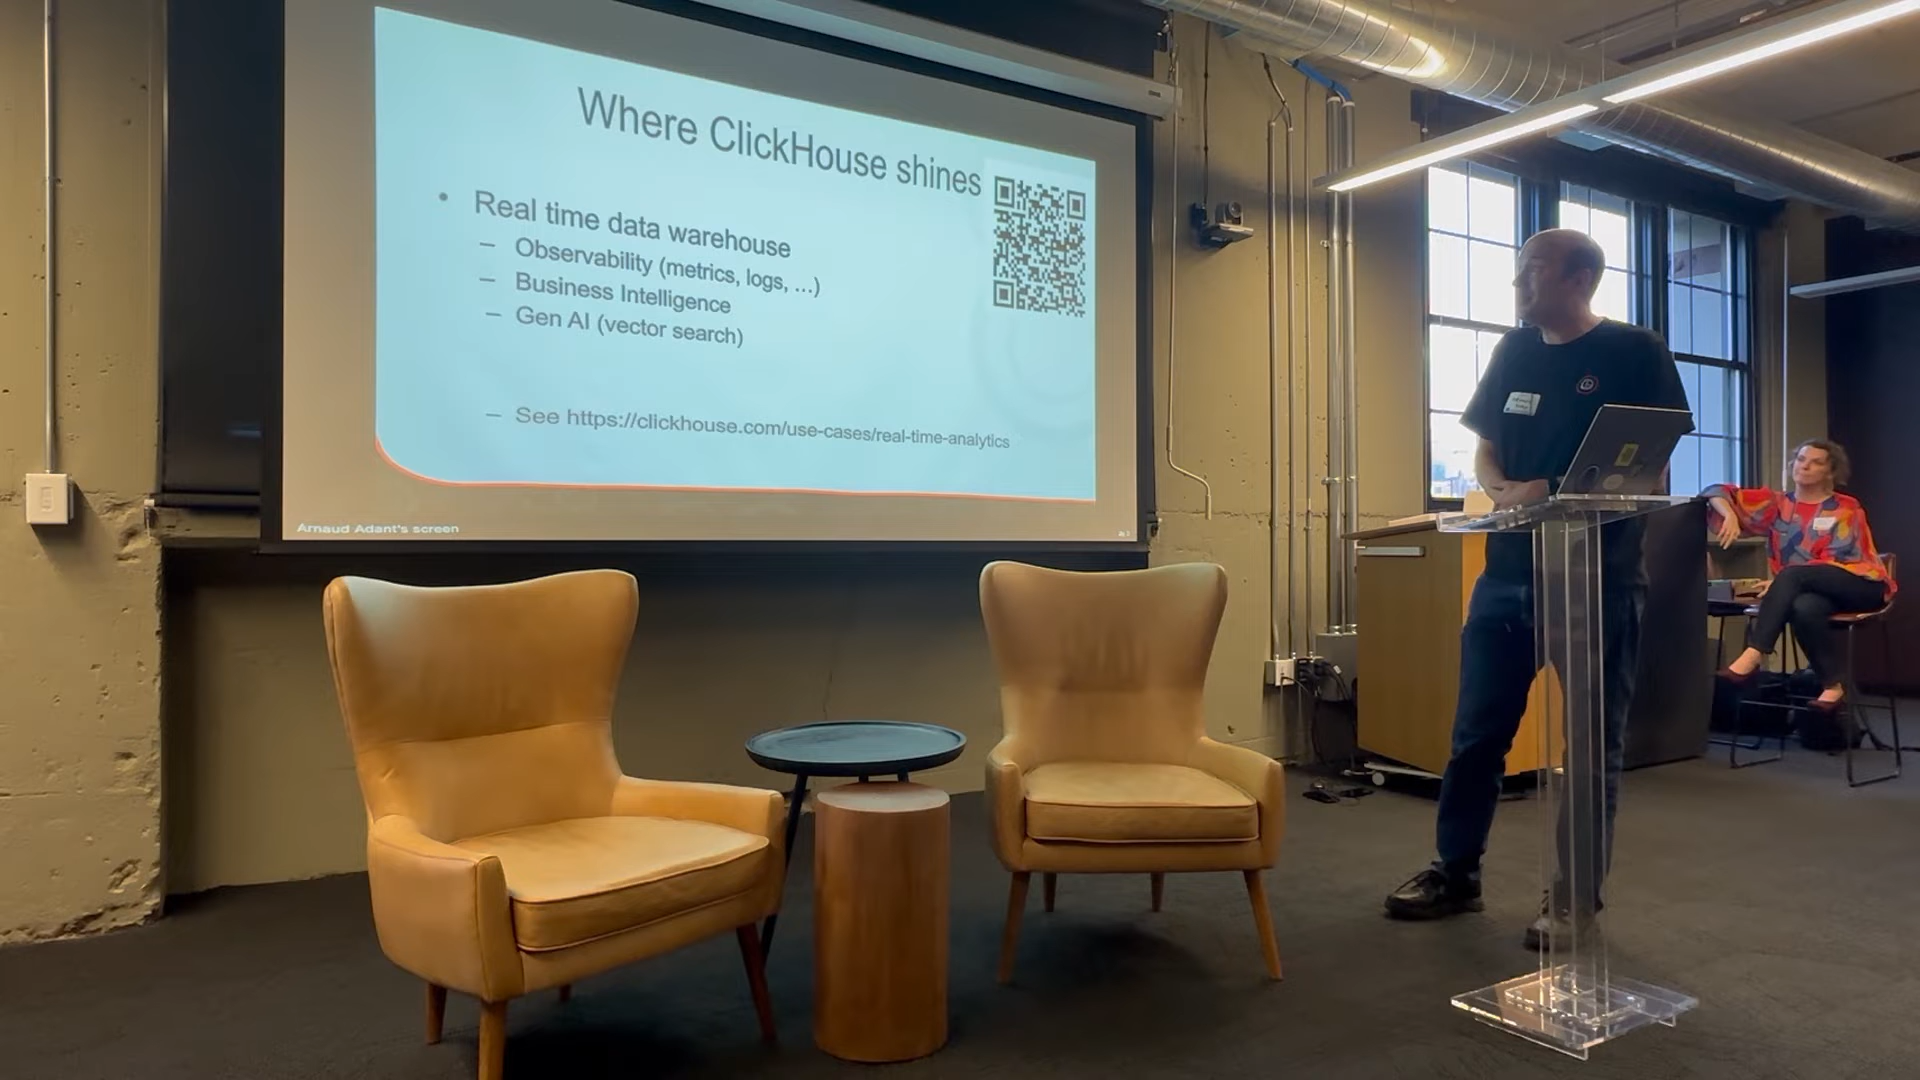 Where ClickHouse shines
• Real time data warehouse
– Observability (metrics, logs, ...)
– Business Intelligence
– Gen AI (vector search)
– See https://clickhouse.com/use-cases/real-time-analytics
Arnaud Adant's screen